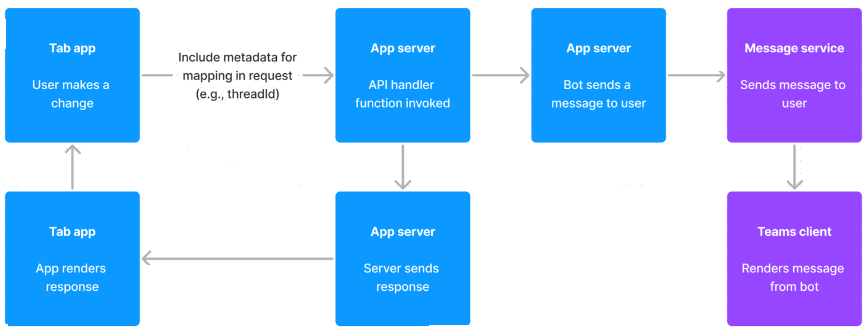 Tab app
User makes a
change
Include metadata for
mapping in request
(e.g., threadId)
App server
API handler
function invoked
App server
Bot sends a
message to user
Message service
Sends message to
user
Tab app
App renders
response
App server
Server sends
response
Teams client
Renders message
from bot